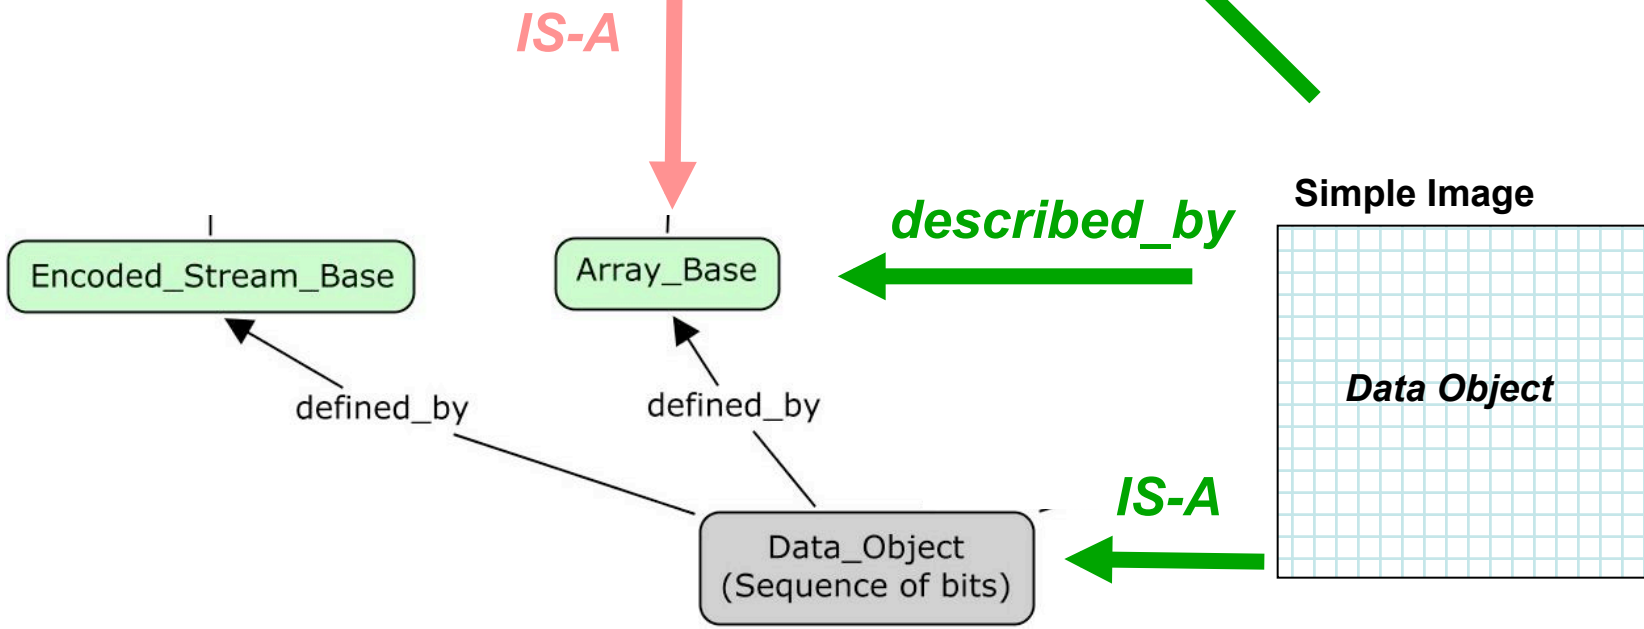 IS-A
Simple Image
described_by
Encoded_Stream_Base
Array_Base
Data Object
defined_by
defined_by
IS-A
Data_Object
(Sequence of bits)